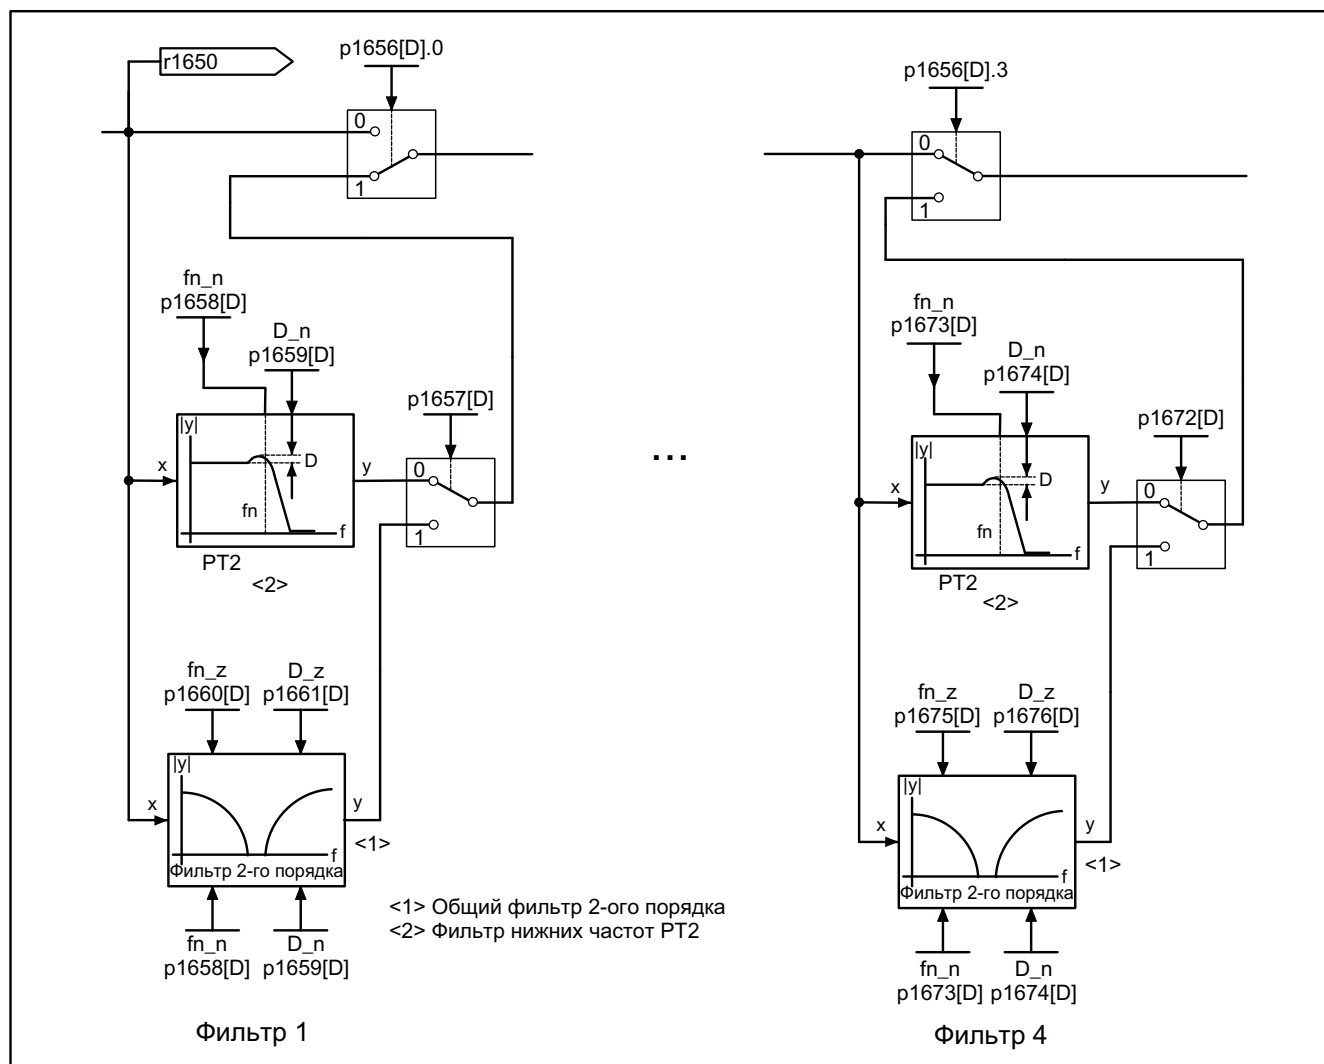 r1650
p1656[D].0
0
1
fn_n
p1658[D]
D_n
p1659[D]
p1657[D]
|y|
D
x
y
0
fn
f
1
PT2
<2>
fn_z
p1660[D]
D_z
p1661[D]
|y|
x
y
f
<1>
Фильтр 2-го порядка
fn_n
p1658[D]
D_n
p1659[D]
Фильтр 1
<1> Общий фильтр 2-ого порядка
<2> Фильтр нижних частот PT2
...
p1656[D].3
0
1
fn_n
p1673[D]
D_n
p1674[D]
p1672[D]
|y|
D
x
y
0
fn
f
1
PT2
<2>
fn_z
p1675[D]
D_z
p1676[D]
|y|
x
y
f
<1>
Фильтр 2-го порядка
fn_n
p1673[D]
D_n
p1674[D]
Фильтр 4